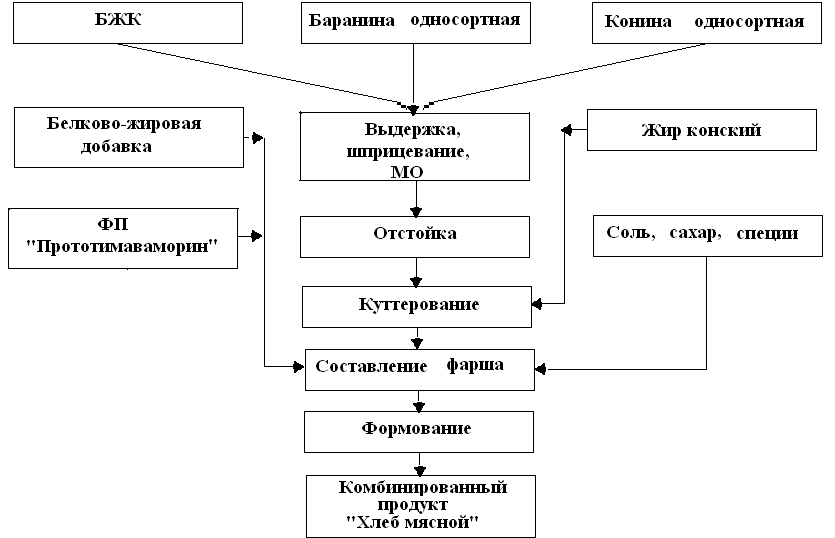 БЖК
Баранина односортная
Конина односортная
Белково-жировая
добавка
Выдержка,
шприцевание,
МО
Жир конский
ФП
"Прототимаваморин"
Отстойка
Соль, сахар, специи
Куттерование
Составление фарша
Формование
Комбинированный
продукт
"Хлеб мясной"